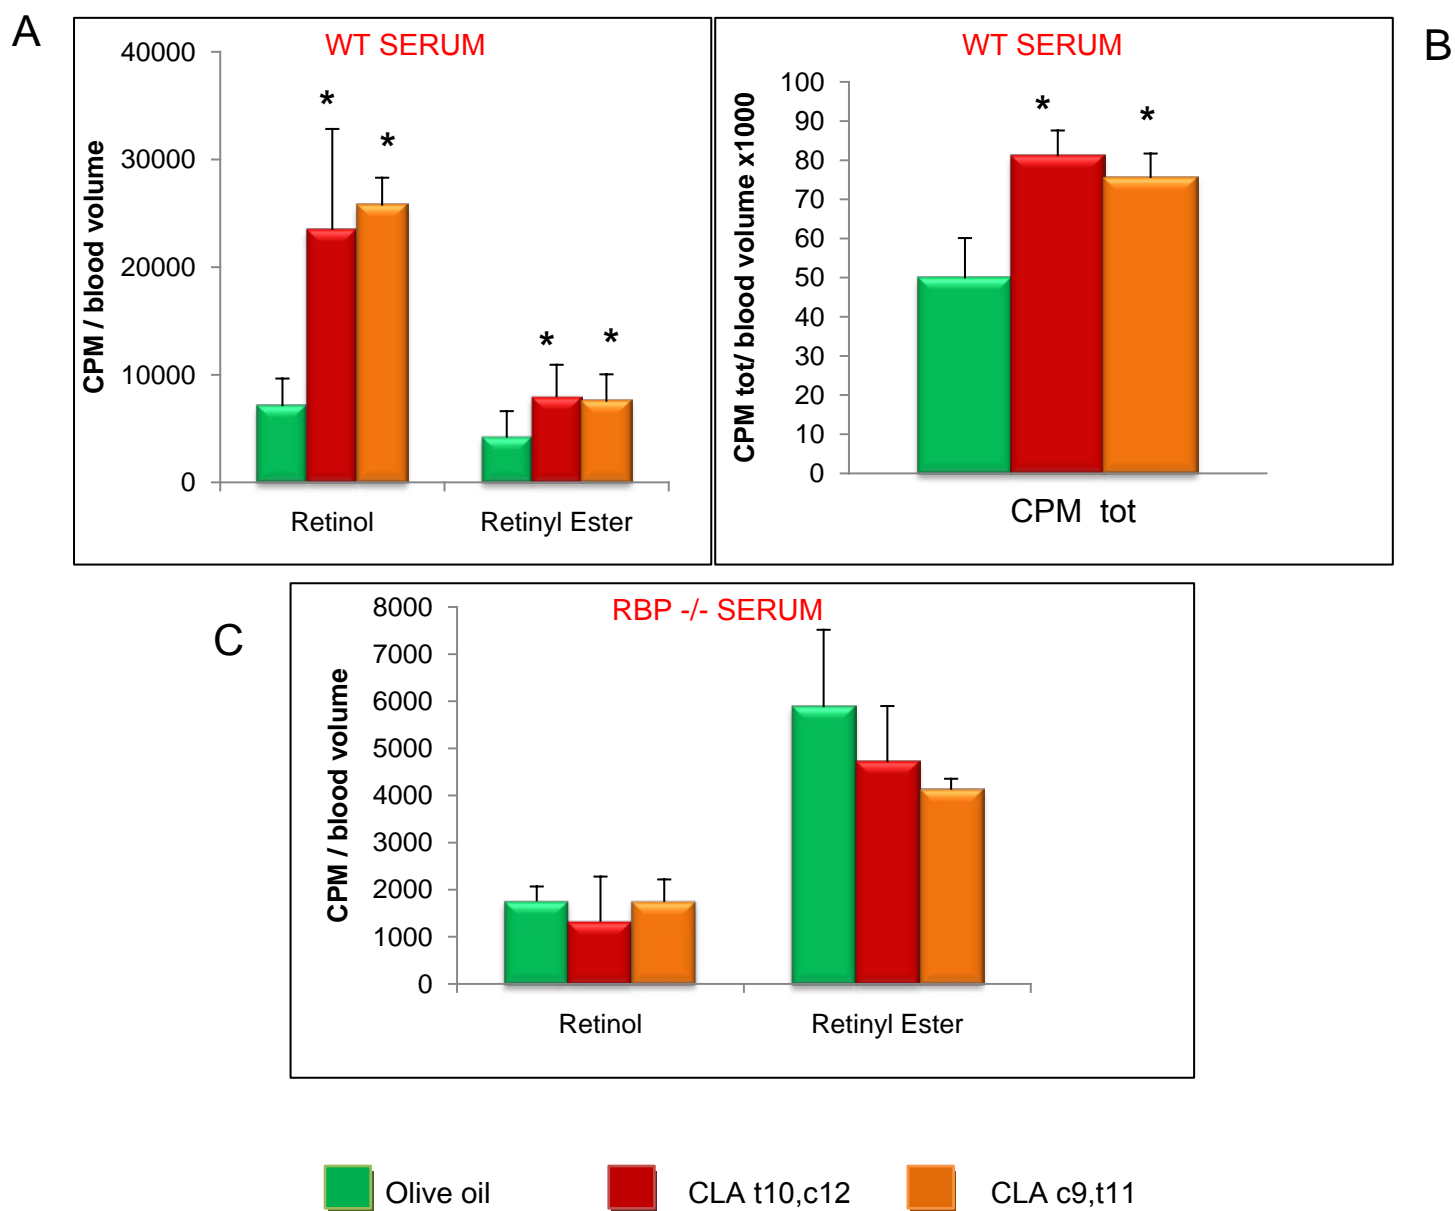 A
WT SERUM
CPM / blood volume
40000
30000
20000
10000
0
*
*
*
*
Retinol
Retinyl Ester
B
WT SERUM
CPM tot/ blood volume x1000
100
90
80
70
60
50
40
30
20
10
0
*
*
CPM tot
C
RBP -/- SERUM
CPM / blood volume
8000
7000
6000
5000
4000
3000
2000
1000
0
Retinol
Retinyl Ester
Olive oil
CLA t10,c12
CLA c9,t11